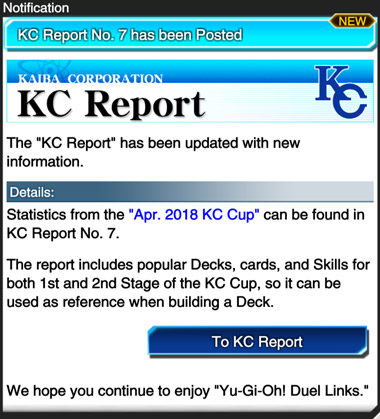 Notification
NEW
KC Report No. 7 has been Posted
KAIBA CORPORATION
KC Report
KC
The "KC Report" has been updated with new
information.
Details:
Statistics from the "Apr. 2018 KC Cup" can be found in
KC Report No. 7.
The report includes popular Decks, cards, and Skills for
both 1st and 2nd Stage of the KC Cup, so it can be
used as reference when building a Deck.
To KC Report
We hope you continue to enjoy "Yu-Gi-Oh! Duel Links."